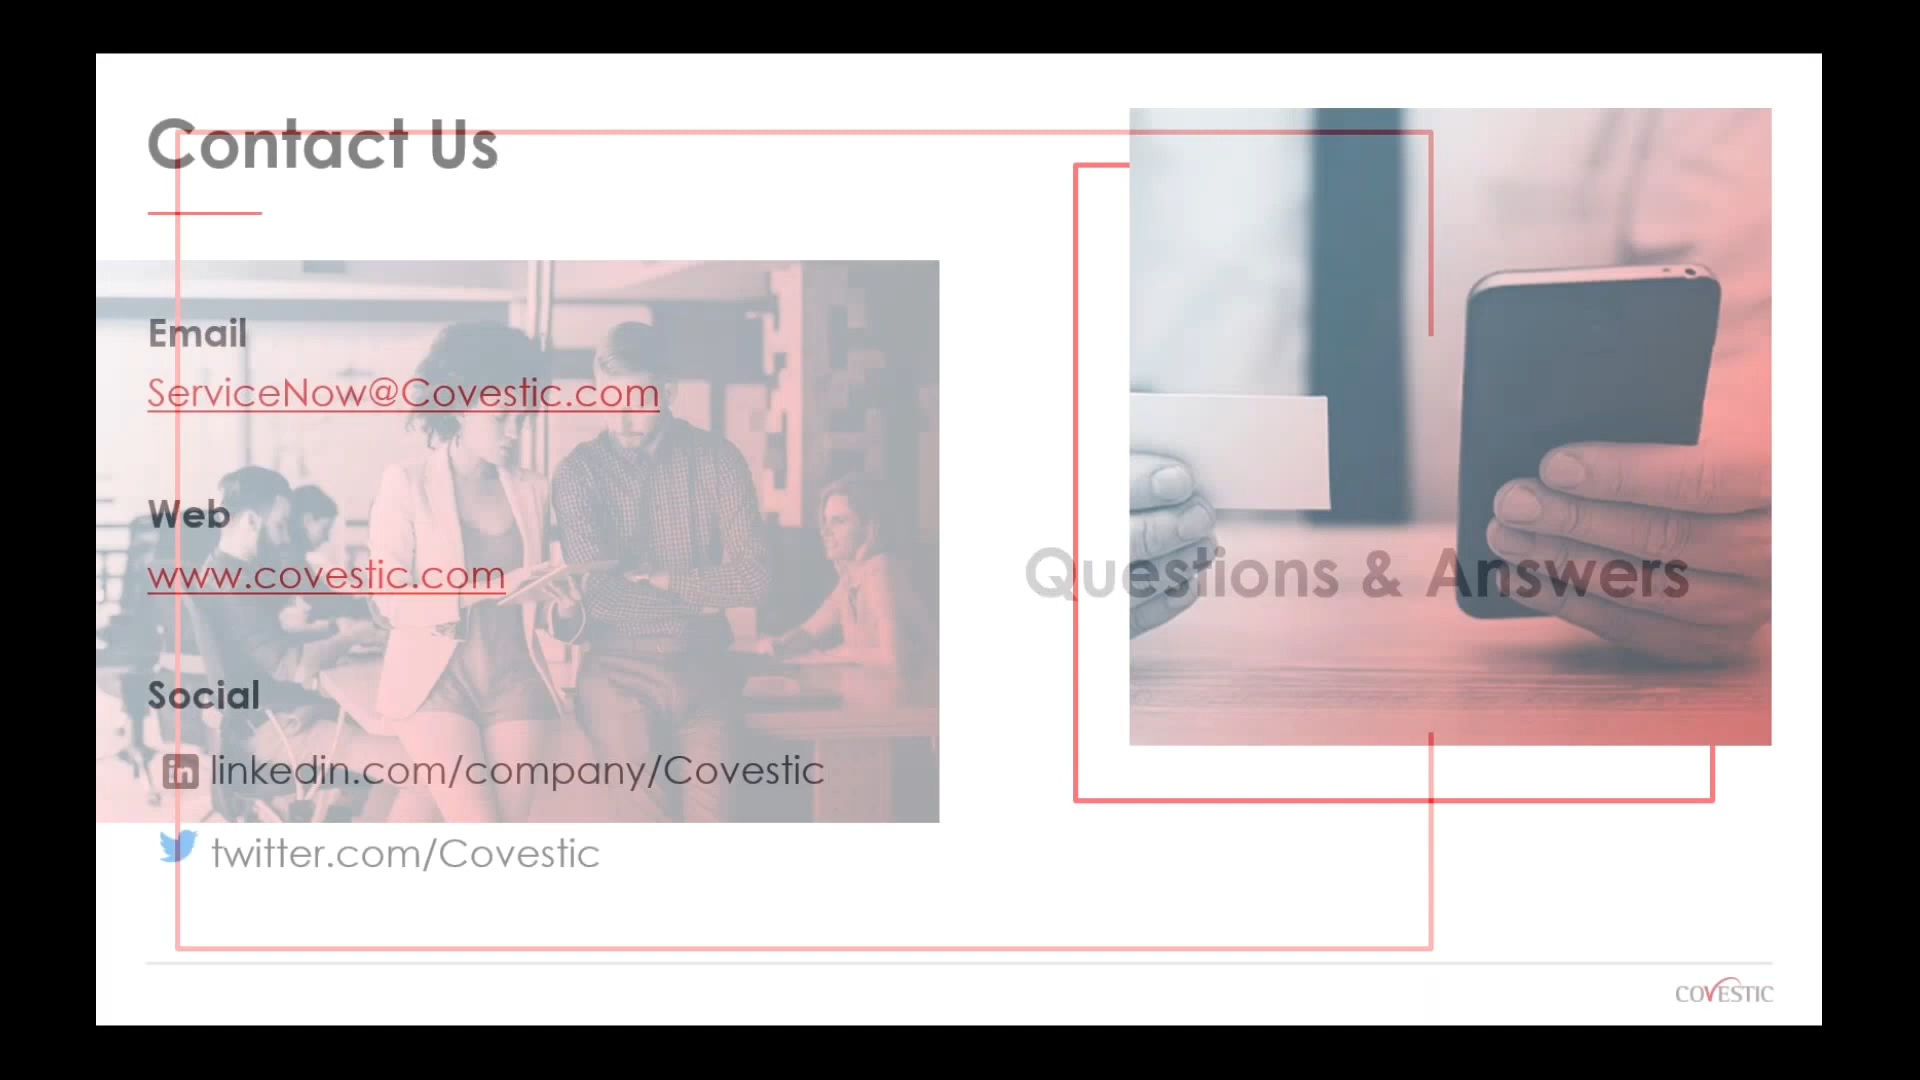 Contact Us
Email
ServiceNow@Covestic.com
Web
www.covestic.com
Social
in linkedin.com/company/Covestic
twitter.com/Covestic
Questions & Answers
COVESTIC